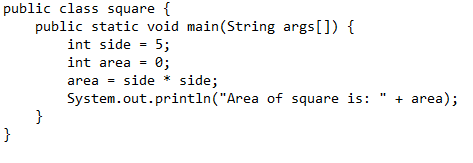 public class square {
    public static void main(String args[]) {
        int side = 5;
        int area = 0;
        area = side * side;
        System.out.println("Area of square is: " + area);
    }
}